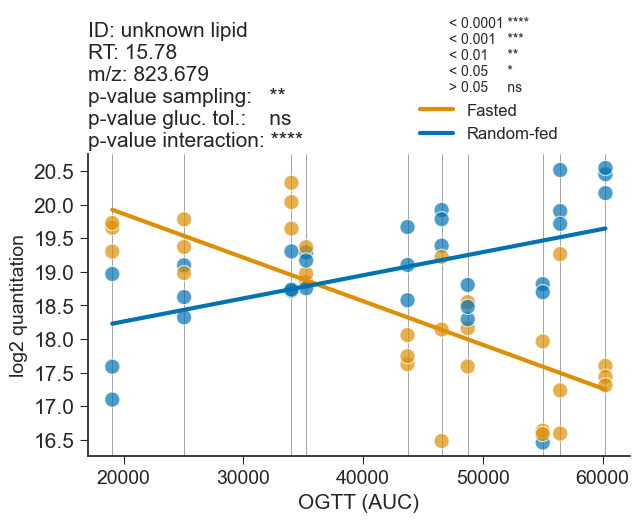 ID: unknown lipid
RT: 15.78
m/z: 823.679
p-value sampling: **
p-value gluc. tol.: ns
p-value interaction: ****
< 0.0001 ****
< 0.001 ***
< 0.01 **
< 0.05 *
> 0.05 ns
Fasted
Random-fed
20.5
20.0
19.5
19.0
18.5
18.0
17.5
17.0
16.5
log2 quantitation
20000 30000 40000 50000 60000
OGTT (AUC)